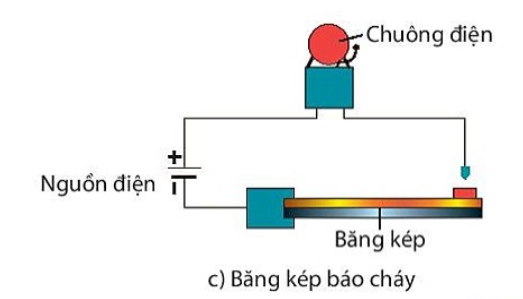 Chuông điện
+
Nguồn điện
–
Băng kép
c) Băng kép báo cháy